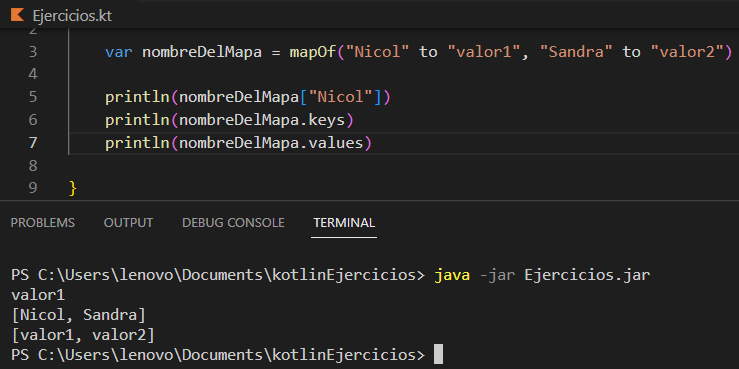 Ejercicios.kt
2
3 var nombreDelMapa = mapOf("Nicol" to "valor1", "Sandra" to "valor2")
4
5 println(nombreDelMapa["Nicol"])
6 println(nombreDelMapa.keys)
7 println(nombreDelMapa.values)
8
9 }
PROBLEMS OUTPUT DEBUG CONSOLE TERMINAL
PS C:\Users\lenovo\Documents\kotlinEjercicios> java -jar Ejercicios.jar
valor1
[Nicol, Sandra]
[valor1, valor2]
PS C:\Users\lenovo\Documents\kotlinEjercicios>